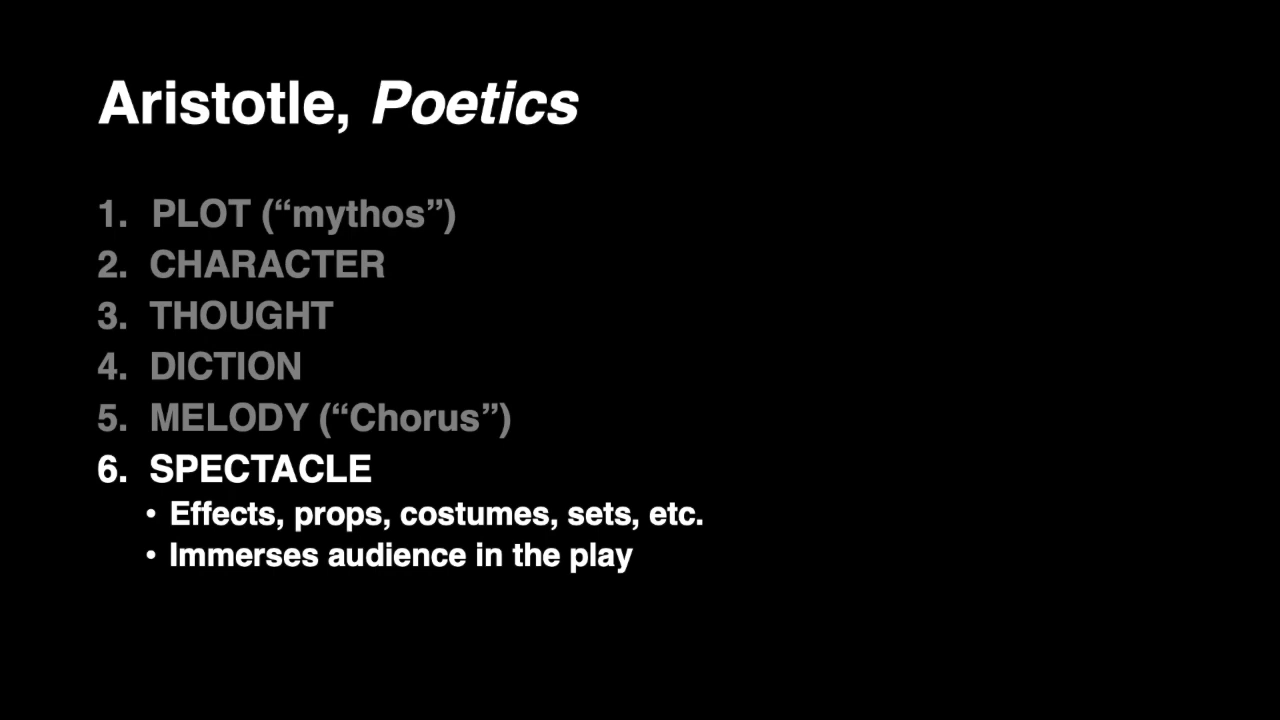 Aristotle, Poetics
1. PLOT (“mythos”)
2. CHARACTER
3. THOUGHT
4. DICTION
5. MELODY (“Chorus”)
6. SPECTACLE
• Effects, props, costumes, sets, etc.
• Immerses audience in the play